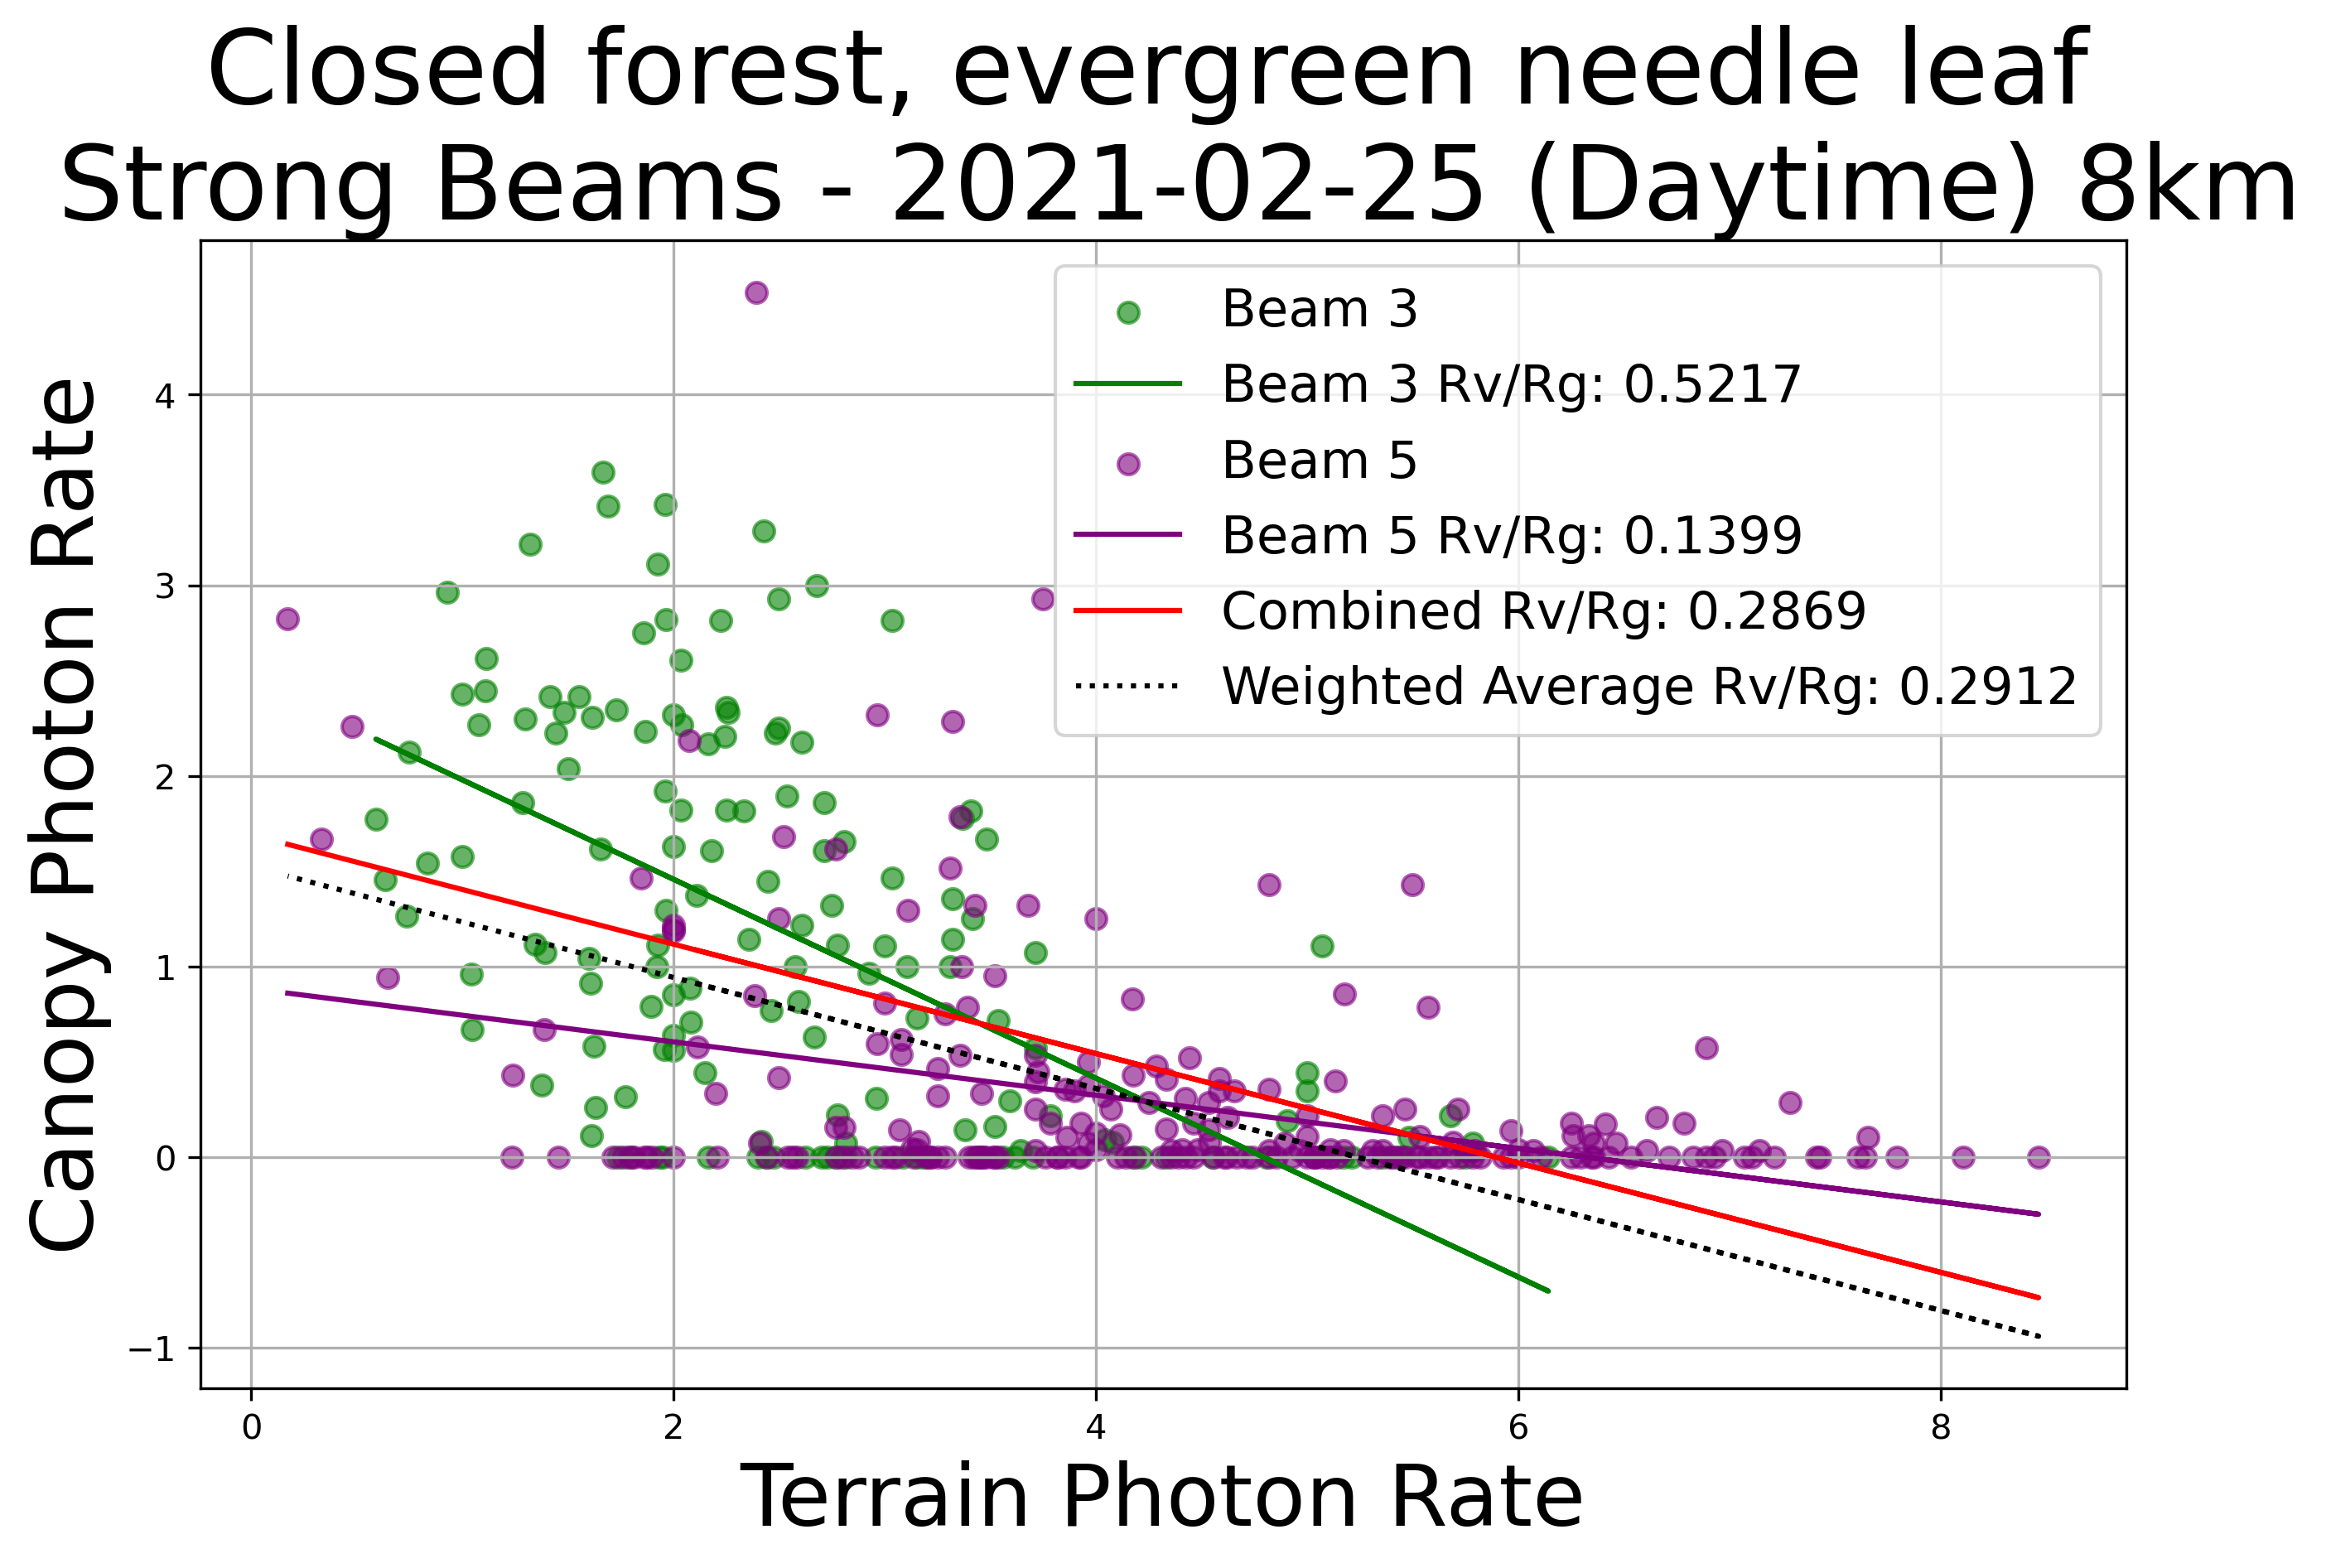 Closed forest, evergreen needle leaf
Strong Beams - 2021-02-25 (Daytime) 8km
Canopy Photon Rate
4
3
2
1
0
−1
Beam 3
Beam 3 Rv/Rg: 0.5217
Beam 5
Beam 5 Rv/Rg: 0.1399
Combined Rv/Rg: 0.2869
Weighted Average Rv/Rg: 0.2912
0 2 4 6 8
Terrain Photon Rate